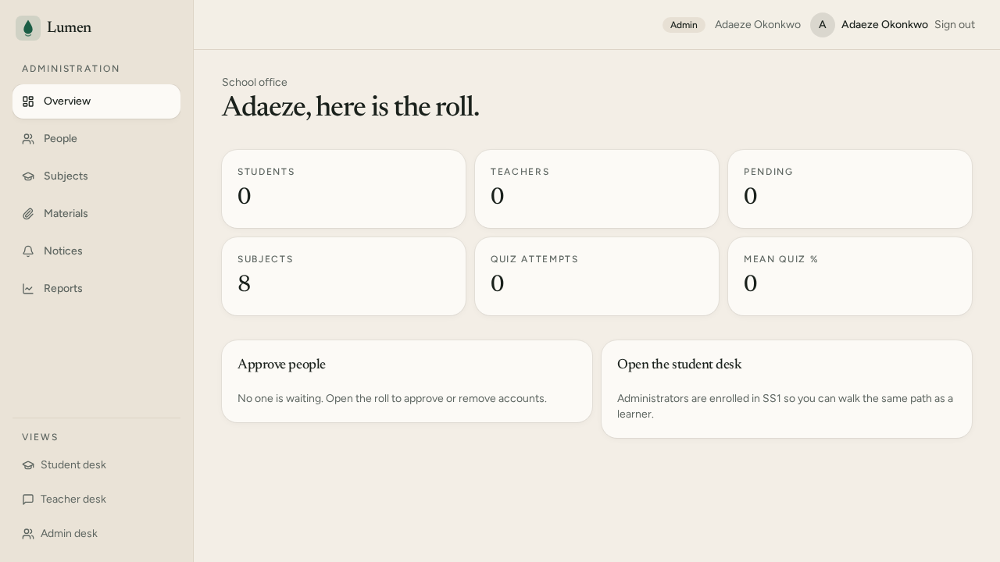 Lumen
ADMINISTRATION
Overview
People
Subjects
Materials
Notices
Reports
VIEWS
Student desk
Teacher desk
Admin desk
Admin
Adaeze Okonkwo
A
Adaeze Okonkwo
Sign out
School office
Adaeze, here is the roll.
STUDENTS
0
TEACHERS
0
PENDING
0
SUBJECTS
8
QUIZ ATTEMPTS
0
MEAN QUIZ %
0
Approve people
No one is waiting. Open the roll to approve or remove accounts.
Open the student desk
Administrators are enrolled in SS1 so you can walk the same path as a
learner.